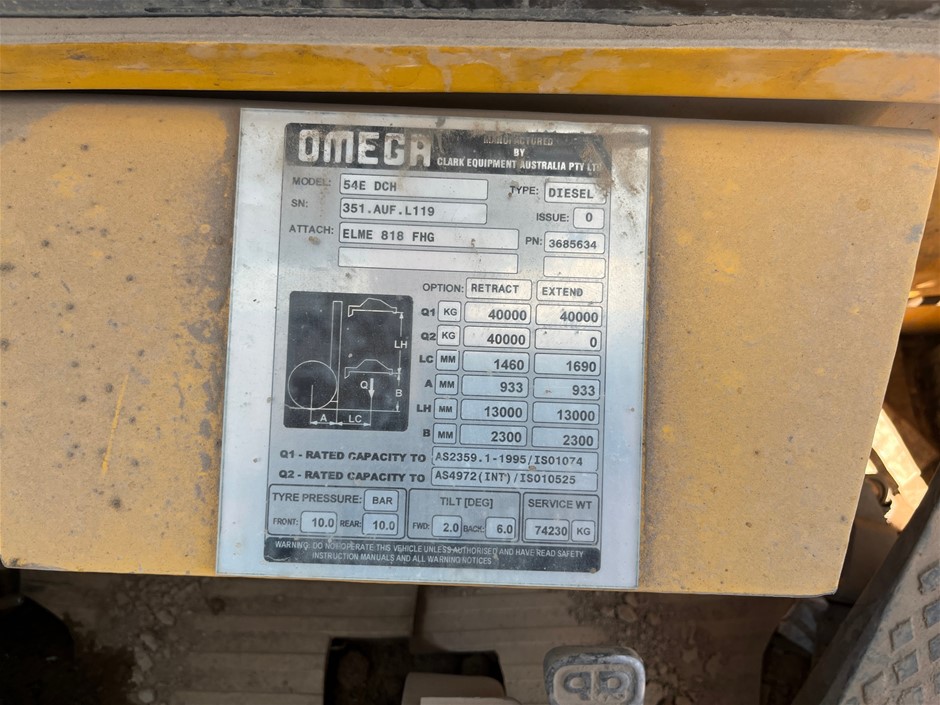 OMEGA
MANUFACTURED
BY
CLARK EQUIPMENT AUSTRALIA PTY LTD
MODEL: 54E DCH TYPE: DIESEL
SN: 351.AUF.L119 ISSUE: 0
ATTACH: ELME 818 FHG PN: 3685634
OPTION: RETRACT EXTEND
Q1 KG 40000 40000
Q2 KG 40000 0
LC MM 1460 1690
A MM 933 933
LH MM 13000 13000
B MM 2300 2300
LH
Q B
A LC
Q1 - RATED CAPACITY TO AS2359.1-1995/ISO1074
Q2 - RATED CAPACITY TO AS4972(INT)/ISO10525
TYRE PRESSURE: BAR TILT [DEG] SERVICE WT
FRONT: 10.0 REAR: 10.0 FWD: 2.0 BACK: 6.0 74230 KG
WARNING: DO NOT OPERATE THIS VEHICLE UNLESS AUTHORISED AND HAVE READ SAFETY
INSTRUCTION MANUALS AND ALL WARNING NOTICES